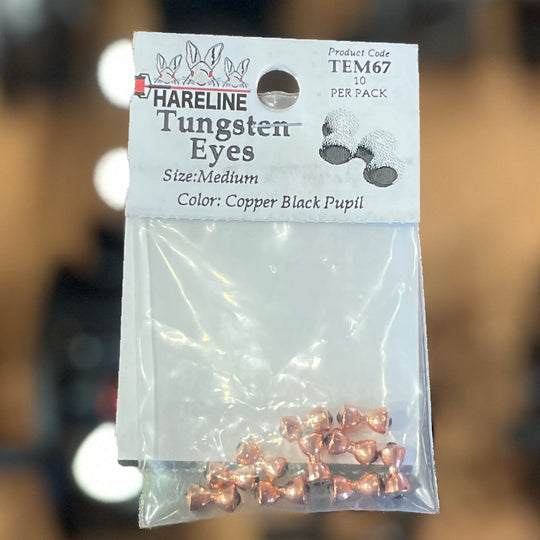 HARELINE
Tungsten
Eyes
Size:Medium
Color: Copper Black Pupil
Product Code
TEM67
10
PER PACK